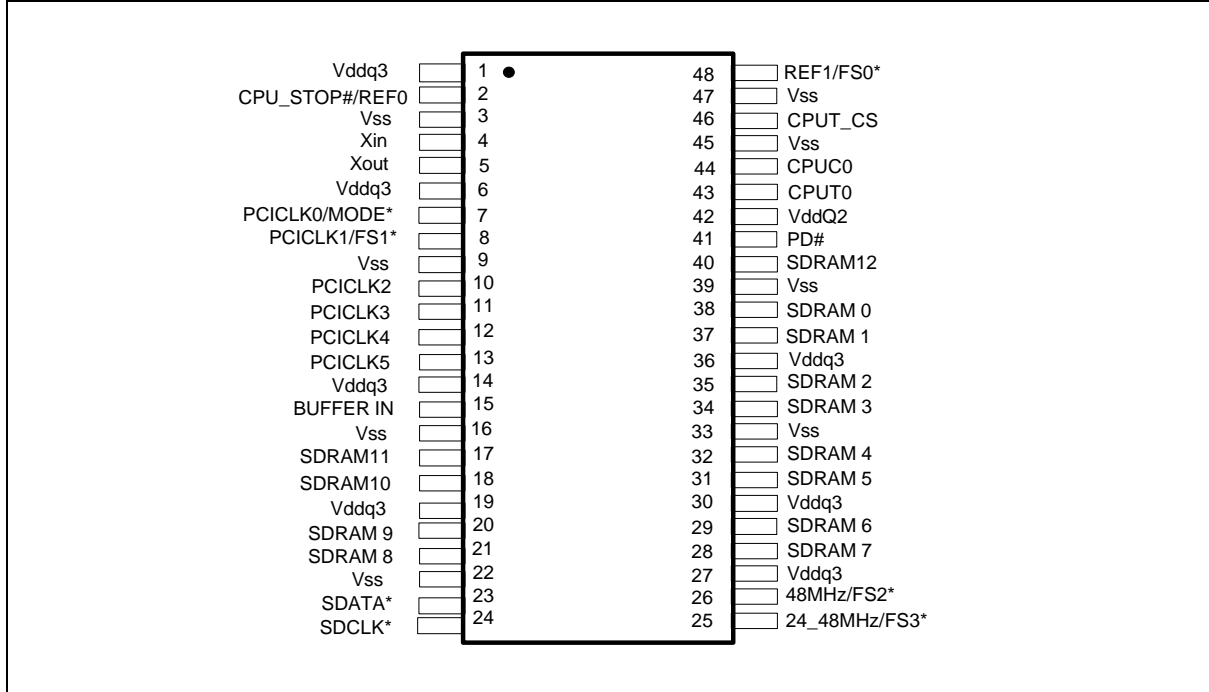 Vddq3 1 48 REF1/FS0*
CPU_STOP#/REF0 2 47 Vss
Vss 3 46 CPUT_CS
Xin 4 45 Vss
Xout 5 44 CPUC0
Vddq3 6 43 CPUT0
PCICLK0/MODE* 7 42 VddQ2
PCICLK1/FS1* 8 41 PD#
Vss 9 40 SDRAM12
PCICLK2 10 39 Vss
PCICLK3 11 38 SDRAM 0
PCICLK4 12 37 SDRAM 1
PCICLK5 13 36 Vddq3
Vddq3 14 35 SDRAM 2
BUFFER IN 15 34 SDRAM 3
Vss 16 33 Vss
SDRAM11 17 32 SDRAM 4
SDRAM10 18 31 SDRAM 5
Vddq3 19 30 Vddq3
SDRAM 9 20 29 SDRAM 6
SDRAM 8 21 28 SDRAM 7
Vss 22 27 Vddq3
SDATA* 23 26 48MHz/FS2*
SDCLK* 24 25 24_48MHz/FS3*